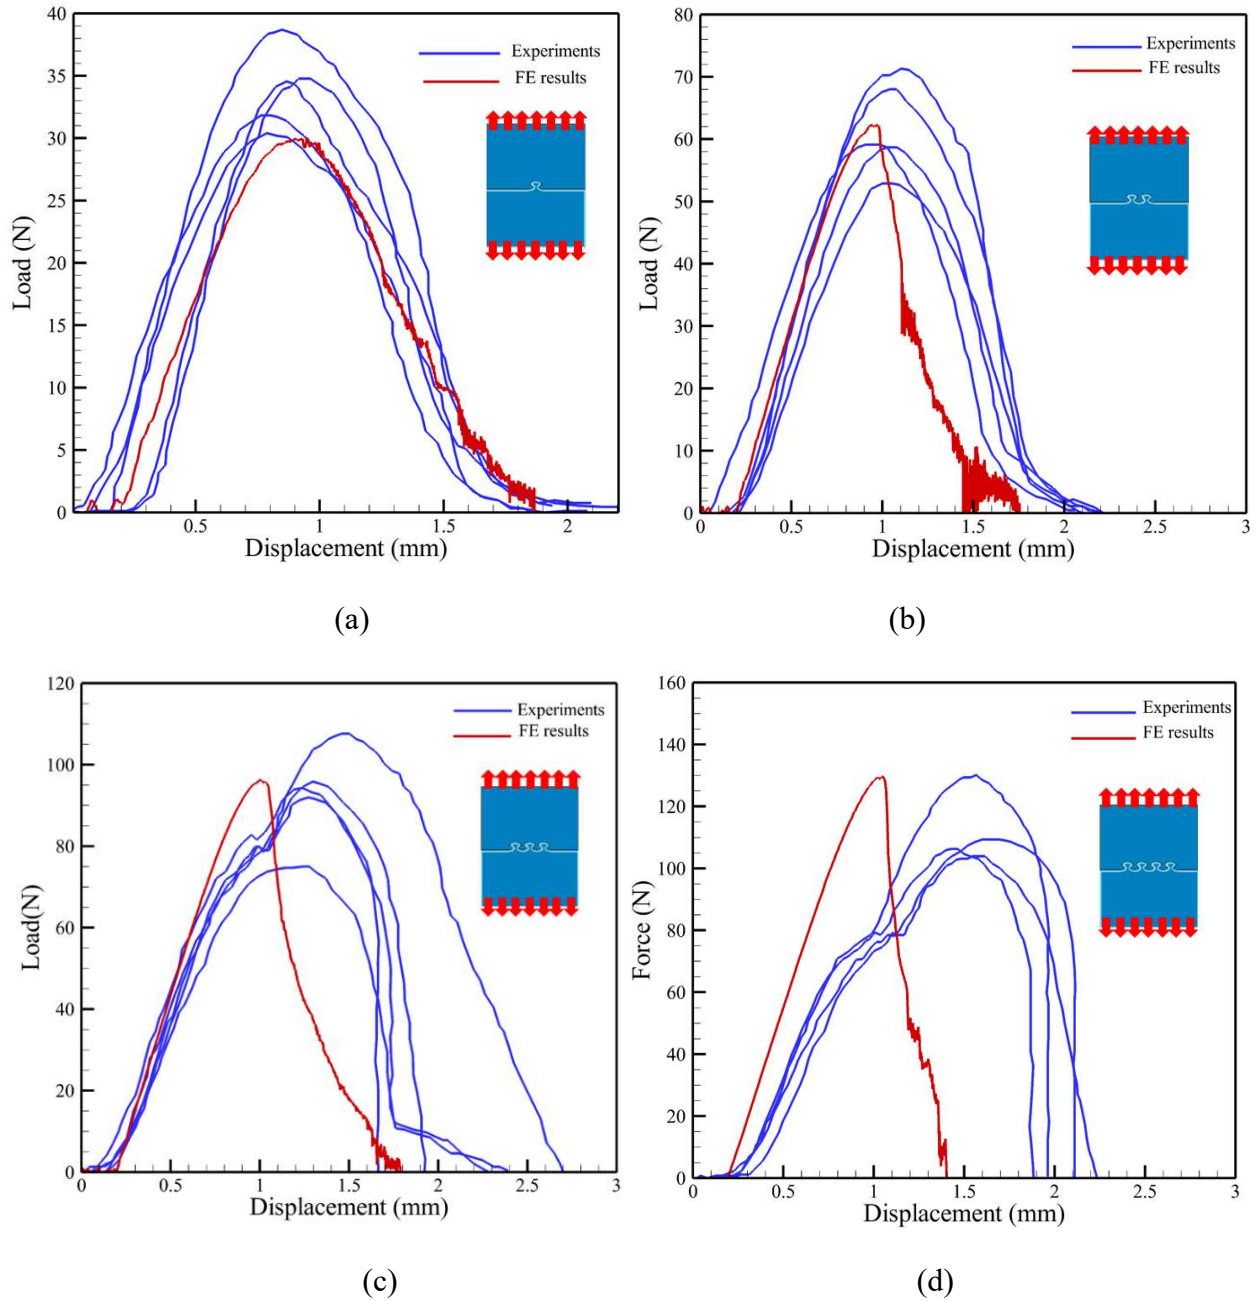 40
35
30
25
20
15
10
5
0
Load (N)
0.5 1 1.5 2
Displacement (mm)
Experiments
FE results
(a)
80
70
60
50
40
30
20
10
0
Load (N)
0 0.5 1 1.5 2 2.5 3
Displacement (mm)
Experiments
FE results
(b)
120
100
80
60
40
20
0
Load(N)
0 0.5 1 1.5 2 2.5 3
Displacement (mm)
Experiments
FE results
(c)
160
140
120
100
80
60
40
20
0
Force (N)
0.5 1 1.5 2 2.5 3
Displacement (mm)
Experiments
FE results
(d)